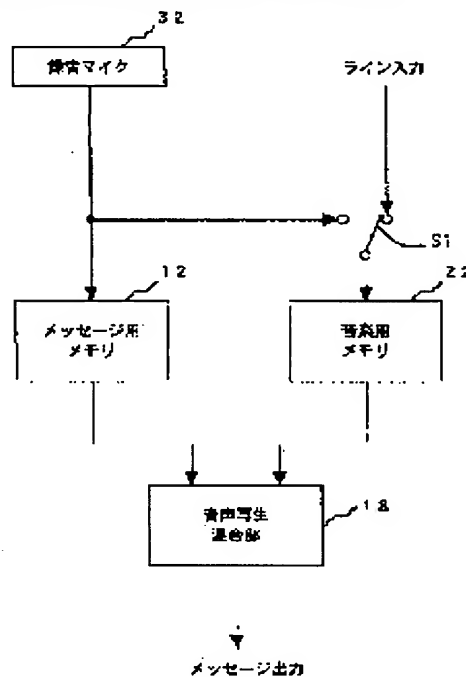 32
録音マイク
ライン入力
S1
12
22
メッセージ用
メモリ
音楽用
メモリ
音声再生
混合部
18
メッセージ出力